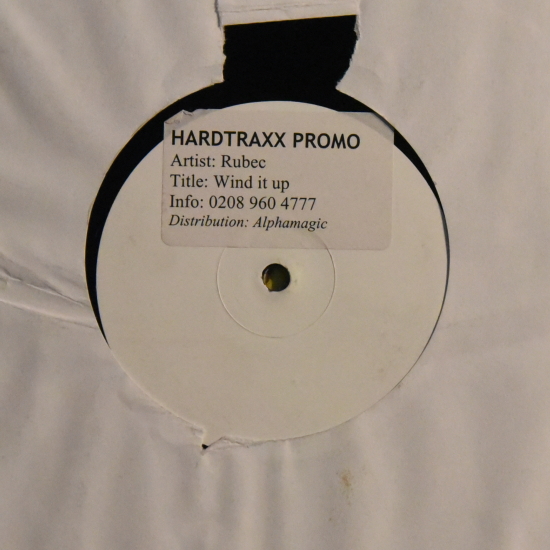 HARDTRAXX PROMO
Artist: Rubec
Title: Wind it up
Info: 0208 960 4777
Distribution: Alphamagic